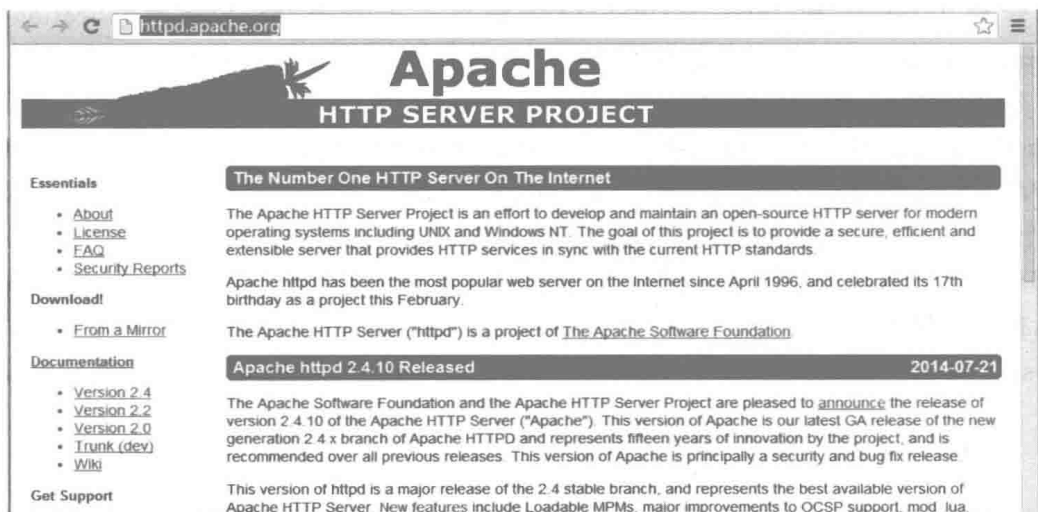 httpd.apache.org
Apache
HTTP SERVER PROJECT
Essentials
About
License
FAQ
Security Reports
Download!
From a Mirror
Documentation
Version 2.4
Version 2.2
Version 2.0
Trunk (dev)
Wiki
Get Support
The Number One HTTP Server On The Internet
The Apache HTTP Server Project is an effort to develop and maintain an open-source HTTP server for modern
operating systems including UNIX and Windows NT. The goal of this project is to provide a secure, efficient and
extensible server that provides HTTP services in sync with the current HTTP standards.
Apache httpd has been the most popular web server on the Internet since April 1996, and celebrated its 17th
birthday as a project this February.
The Apache HTTP Server ("httpd") is a project of The Apache Software Foundation.
Apache httpd 2.4.10 Released 2014-07-21
The Apache Software Foundation and the Apache HTTP Server Project are pleased to announce the release of
version 2.4.10 of the Apache HTTP Server ("Apache"). This version of Apache is our latest GA release of the new
generation 2.4.x branch of Apache HTTPD and represents fifteen years of innovation by the project, and is
recommended over all previous releases. This version of Apache is principally a security and bug fix release.
This version of httpd is a major release of the 2.4 stable branch, and represents the best available version of
Apache HTTP Server. New features include Loadable MPMs, major improvements to OCSP support, mod_lua,